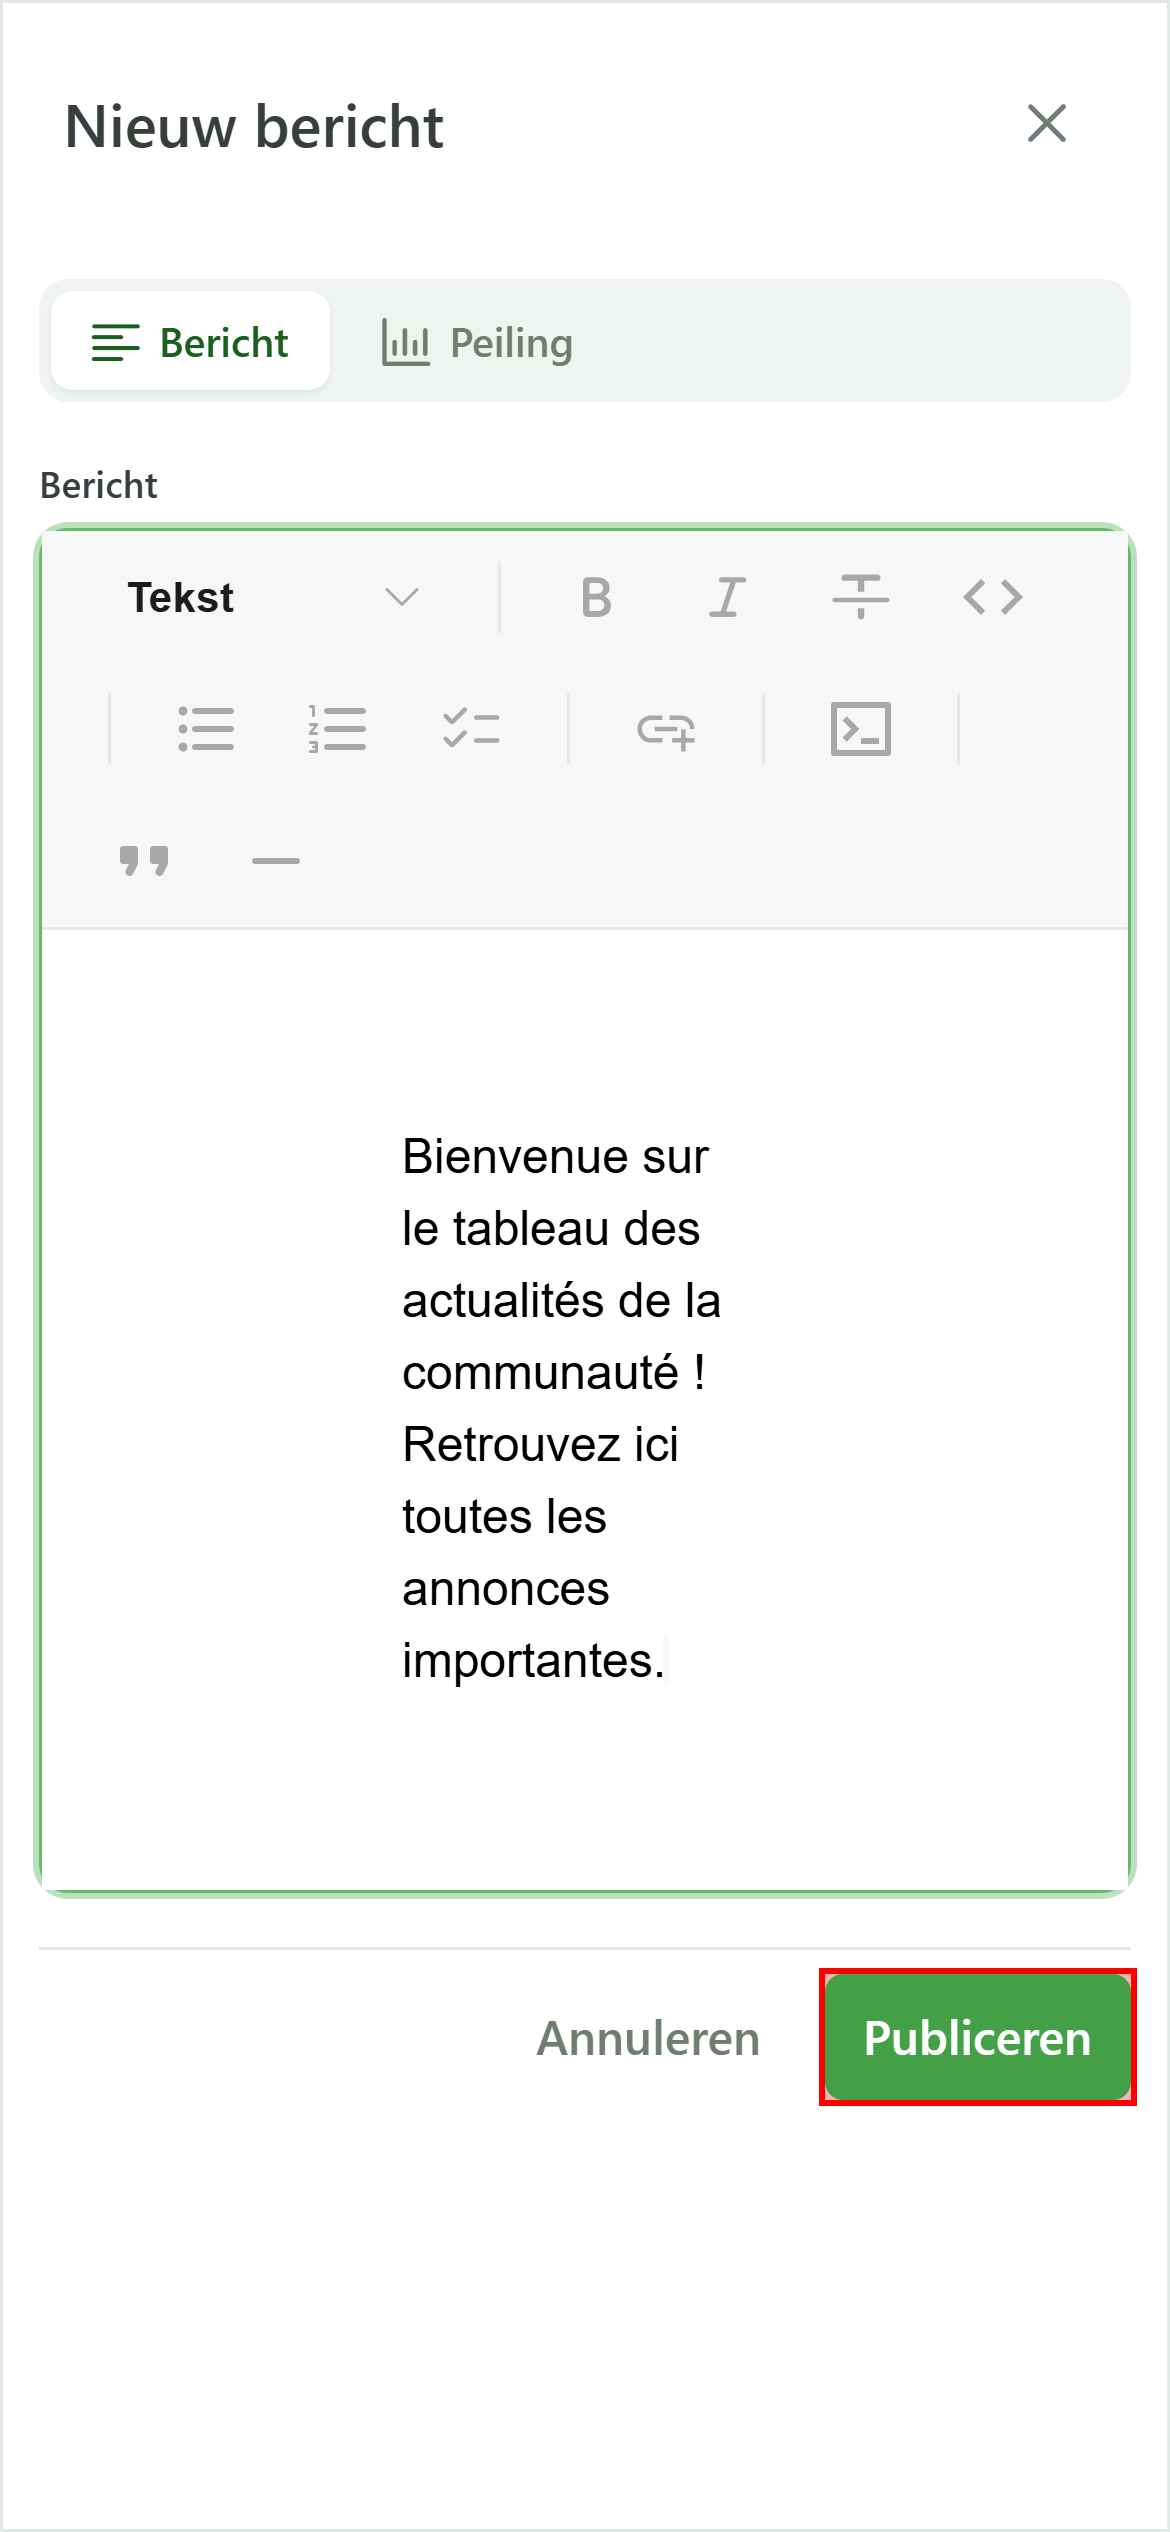 Nieuw bericht
Bericht
Peiling
Bericht
Tekst
Bienvenue sur
le tableau des
actualités de la
communauté !
Retrouvez ici
toutes les
annonces
importantes.
Annuleren
Publiceren